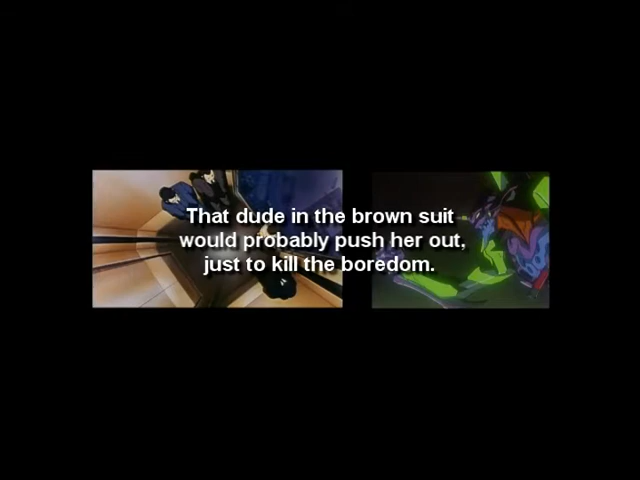 That dude in the brown suit
would probably push her out,
just to kill the boredom.